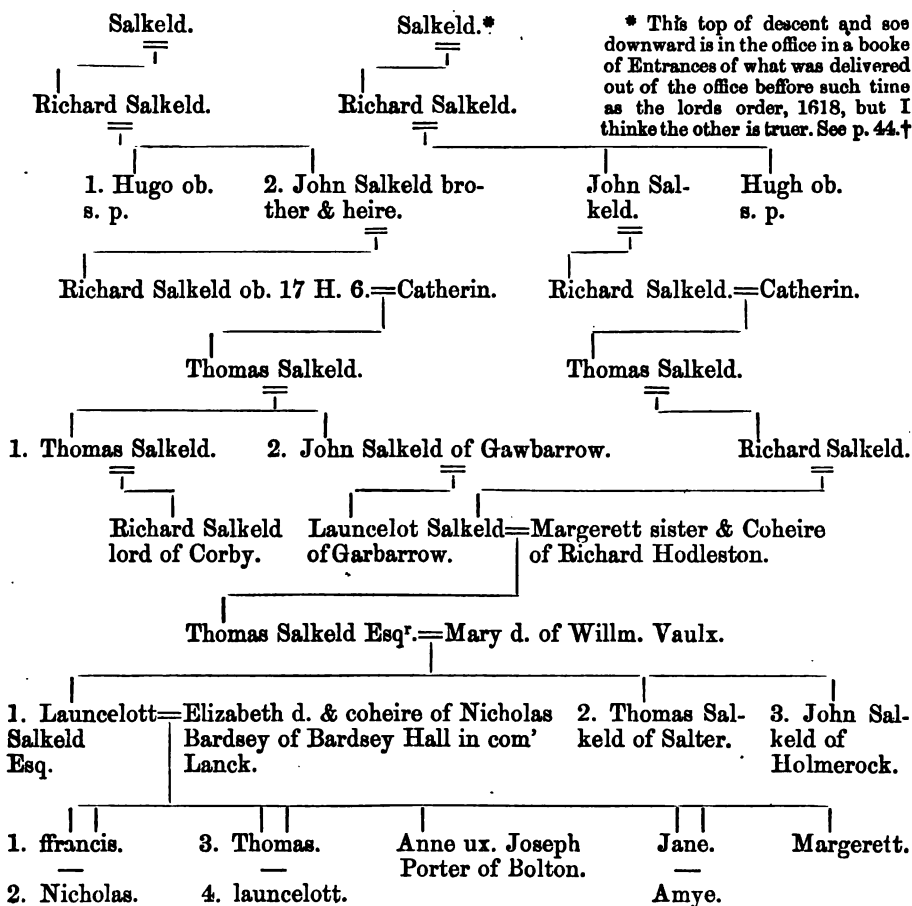 Salkeld. Salkeld.*
* This top of descent and soe
downward is in the office in a booke
of Entrances of what was delivered
out of the office beffore such time
as the lords order, 1618, but I
thinke the other is truer. See p. 44.†
Richard Salkeld. Richard Salkeld.
1. Hugo ob. 2. John Salkeld bro- John Sal- Hugh ob.
s. p. ther & heire. keld. s. p.
Richard Salkeld ob. 17 H. 6.=Catherin. Richard Salkeld.=Catherin.
Thomas Salkeld. Thomas Salkeld.
1. Thomas Salkeld. 2. John Salkeld of Gawbarrow. Richard Salkeld.
Richard Salkeld Launcelot Salkeld=Margerett sister & Coheire
lord of Corby. of Garbarrow. of Richard Hodleston.
Thomas Salkeld Esqr.=Mary d. of Willm. Vaulx.
1. Launcelott=Elizabeth d. & coheire of Nicholas 2. Thomas Sal- 3. John Sal-
Salkeld Bardsey of Bardsey Hall in com' keld of Salter. keld of
Esq. Lanck. Holmerock.
1. ffrancis. 3. Thomas. Anne ux. Joseph Jane. Margerett.
Porter of Bolton.
2. Nicholas. 4. launcelott. Amye.